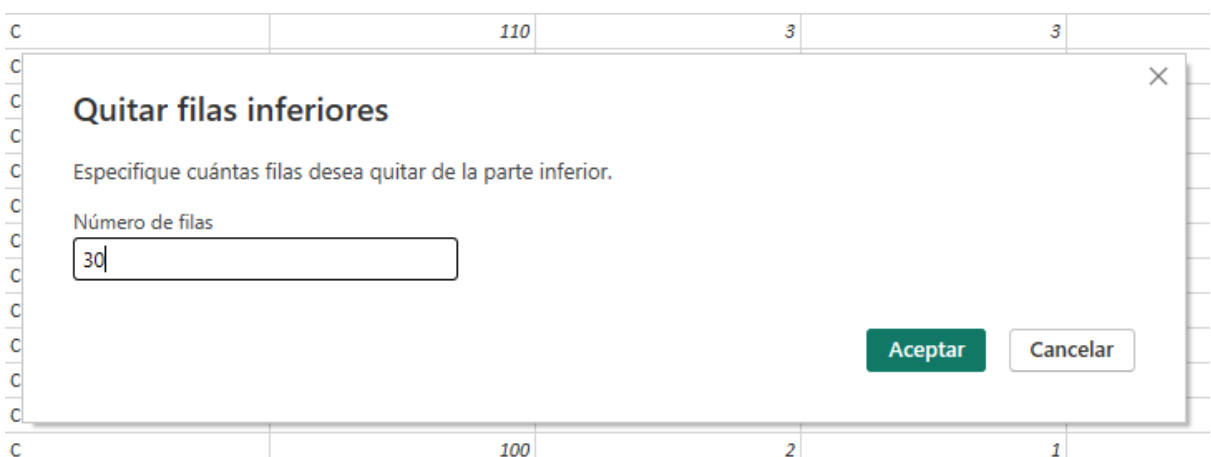 C 110 3 3
C
C
Quitar filas inferiores
C
C
Especifique cuántas filas desea quitar de la parte inferior.
C
Número de filas
C
30
C
C
C
Aceptar Cancelar
C
C
C 100 2 1